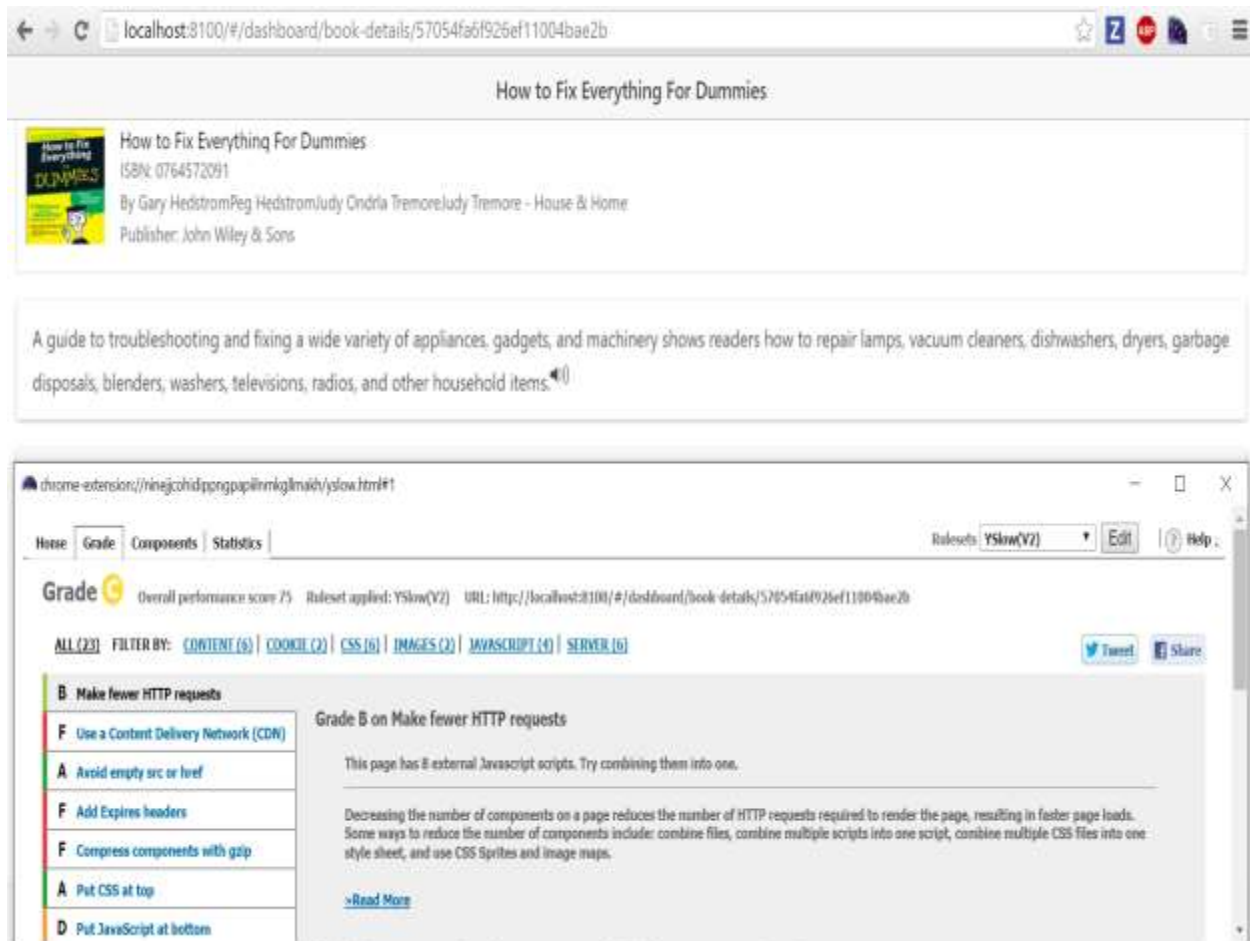 localhost:8100/#/dashboard/book-details/57054fa6f926ef11004bae2b
Z ABP
How to Fix Everything For Dummies
How to Fix
Everything
DUMMIES
How to Fix Everything For Dummies
ISBN: 0764572091
By Gary HedstromPeg HedstromJudy Ondrla TremoreJudy Tremore - House & Home
Publisher: John Wiley & Sons
A guide to troubleshooting and fixing a wide variety of appliances, gadgets, and machinery shows readers how to repair lamps, vacuum cleaners, dishwashers, dryers, garbage
disposals, blenders, washers, televisions, radios, and other household items.
yslow.html#1
Home Grade Components Statistics Rulesets YSlow(V2) Edit ? Help
Grade C Overall performance score 75 Ruleset applied: YSlow(V2) URL: http://localhost:8100/#/dashboard/book-details/57054fa6f926ef11004bae2b
ALL (23) FILTER BY: CONTENT (6) | COOKIE (2) | CSS (6) | IMAGES (2) | JAVASCRIPT (4) | SERVER (6) Tweet Share
B Make fewer HTTP requests
F Use a Content Delivery Network (CDN)
A Avoid empty src or href
F Add Expires headers
F Compress components with gzip
A Put CSS at top
D Put JavaScript at bottom
Grade B on Make fewer HTTP requests
This page has 8 external Javascript scripts. Try combining them into one.
Decreasing the number of components on a page reduces the number of HTTP requests required to render the page, resulting in faster page loads.
Some ways to reduce the number of components include: combine files, combine multiple scripts into one script, combine multiple CSS files into one
style sheet, and use CSS Sprites and image maps.
»Read More